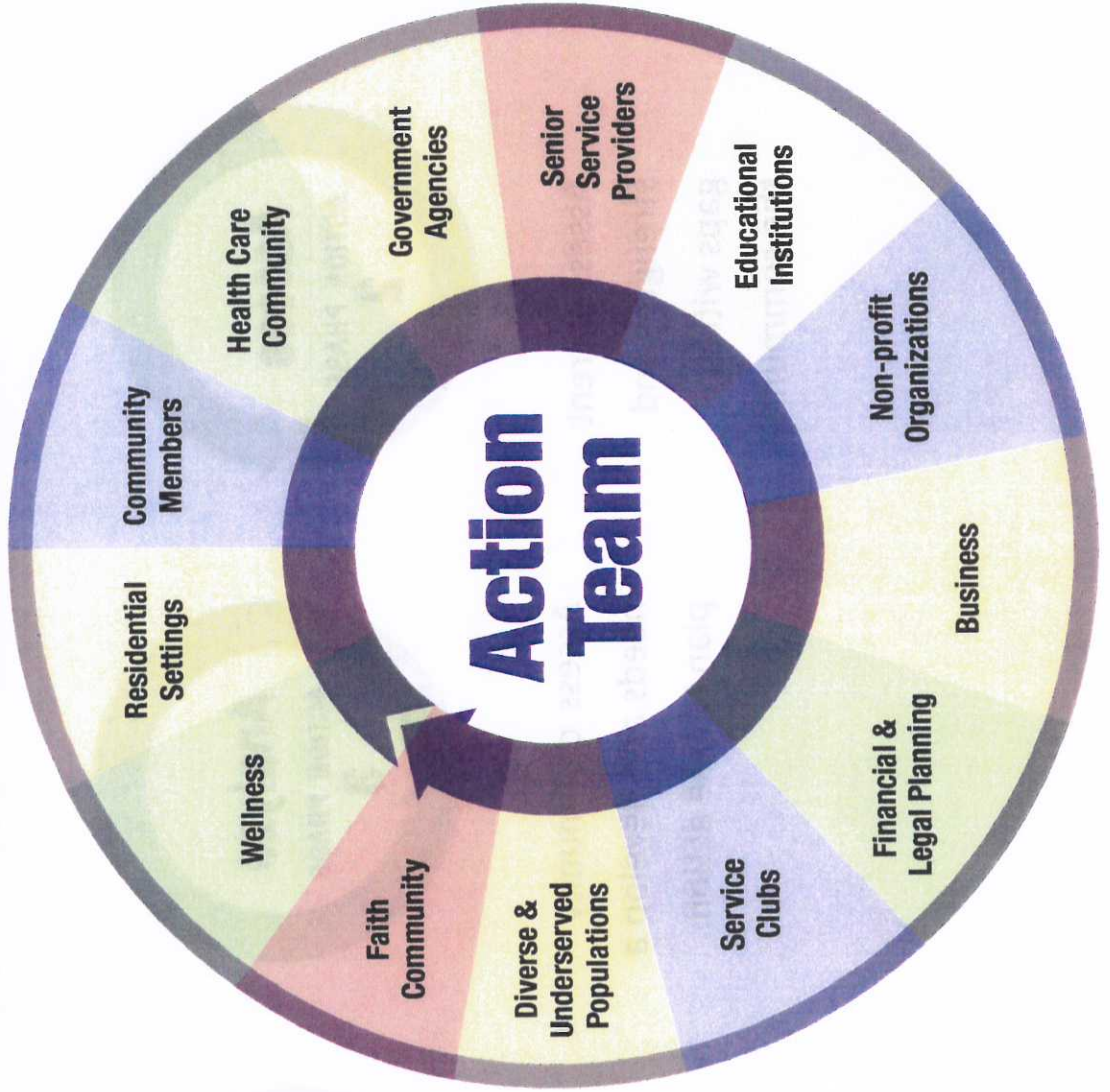 Action
Team
Community
Members
Health Care
Community
Government
Agencies
Senior
Service
Providers
Educational
Institutions
Non-profit
Organizations
Business
Financial &
Legal Planning
Service
Clubs
Diverse &
Underserved
Populations
Faith
Community
Wellness
Residential
Settings